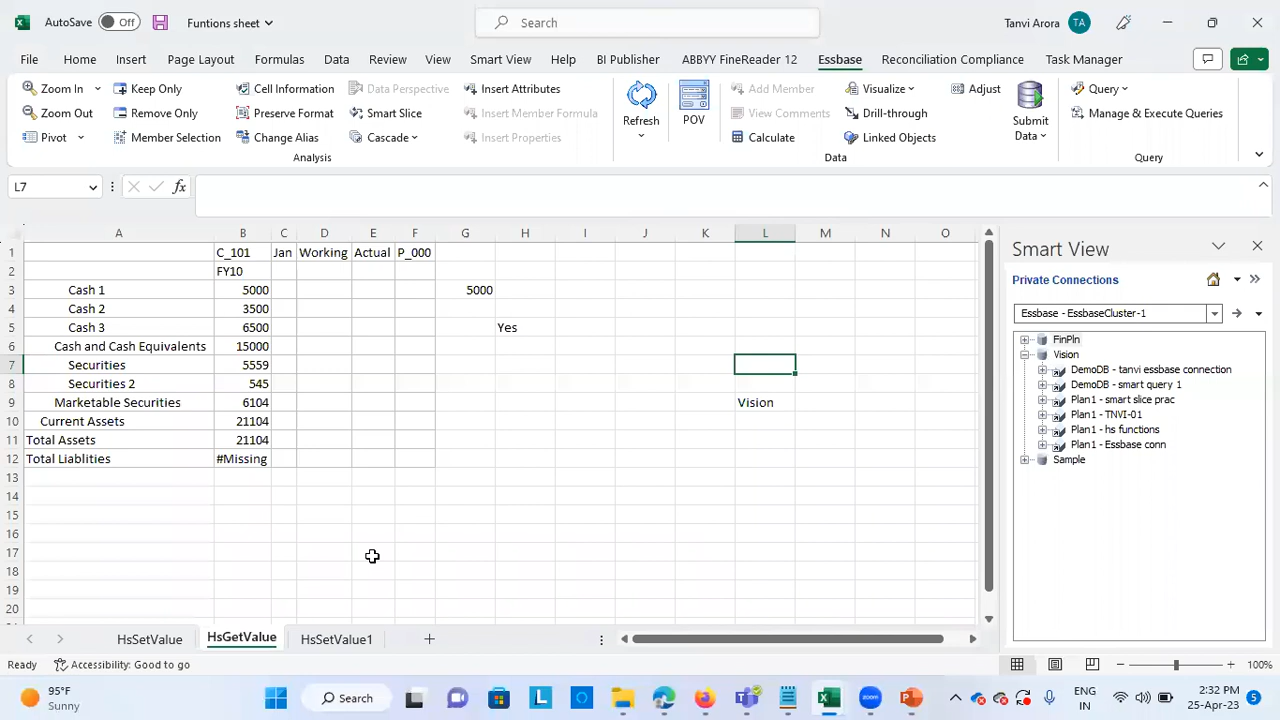 AutoSave Off Funtions sheet Search Tanvi Arora TA
File Home Insert Page Layout Formulas Data Review View Smart View Help BI Publisher ABBYY FineReader 12 Essbase Reconciliation Compliance Task Manager
Zoom In Keep Only Cell Information Data Perspective Insert Attributes Refresh POV Add Member Visualize Adjust Submit Data Query
Zoom Out Remove Only Preserve Format Smart Slice Insert Member Formula View Comments Drill-through Manage & Execute Queries
Pivot Member Selection Change Alias Cascade Insert Properties Calculate Linked Objects
Analysis Data Query
L7 fx
A B C D E F G H I J K L M N O
1 C_101 Jan Working Actual P_000
2 FY10
3 Cash 1 5000 5000
4 Cash 2 3500
5 Cash 3 6500 Yes
6 Cash and Cash Equivalents 15000
7 Securities 5559
8 Securities 2 545
9 Marketable Securities 6104 Vision
10 Current Assets 21104
11 Total Assets 21104
12 Total Liablities #Missing
13
14
15
16
17
18
19
20
Smart View
Private Connections
Essbase - EssbaseCluster-1
FinPln
Vision
DemoDB - tanvi essbase connection
DemoDB - smart query 1
Plan1 - smart slice prac
Plan1 - TNVI-01
Plan1 - hs functions
Plan1 - Essbase conn
Sample
HsSetValue HsGetValue HsSetValue1
Ready Accessibility: Good to go 100%
95°F
Sunny
Search
ENG
IN
2:32 PM
25-Apr-23
5